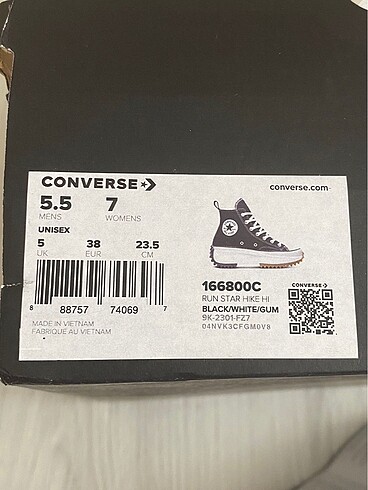 CONVERSE
converse.com
5.5 7
MENS WOMENS
UNISEX
5 38 23.5
UK EUR CM
8 88757 74069 7
MADE IN VIETNAM
FABRIQUÉ AU VIETNAM
166800C
RUN STAR HIKE HI
BLACK/WHITE/GUM
9K-2301-FZ7
04NVK3CFGM0V8
CONVERSE